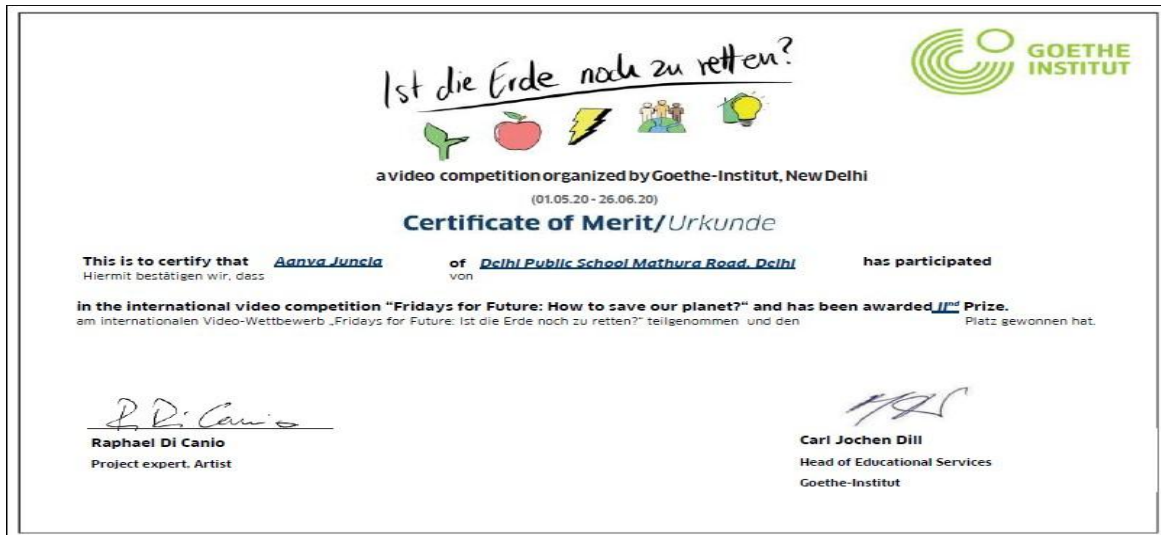 Ist die Erde noch zu retten?
GOETHE
INSTITUT
a video competition organized by Goethe-Institut, New Delhi
(01.05.20 - 26.06.20)
Certificate of Merit/Urkunde
This is to certify that Aanya Juncja of Delhi Public School Mathura Road, Delhi has participated
Hiermit bestätigen wir, dass von
in the international video competition "Fridays for Future: How to save our planet?" and has been awarded IInd Prize.
am internationalen Video-Wettbewerb „Fridays for Future: Ist die Erde noch zu retten?" teilgenommen und den Platz gewonnen hat.
R Di Canio
Raphael Di Canio
Project expert, Artist
Carl Jochen Dill
Head of Educational Services
Goethe-Institut